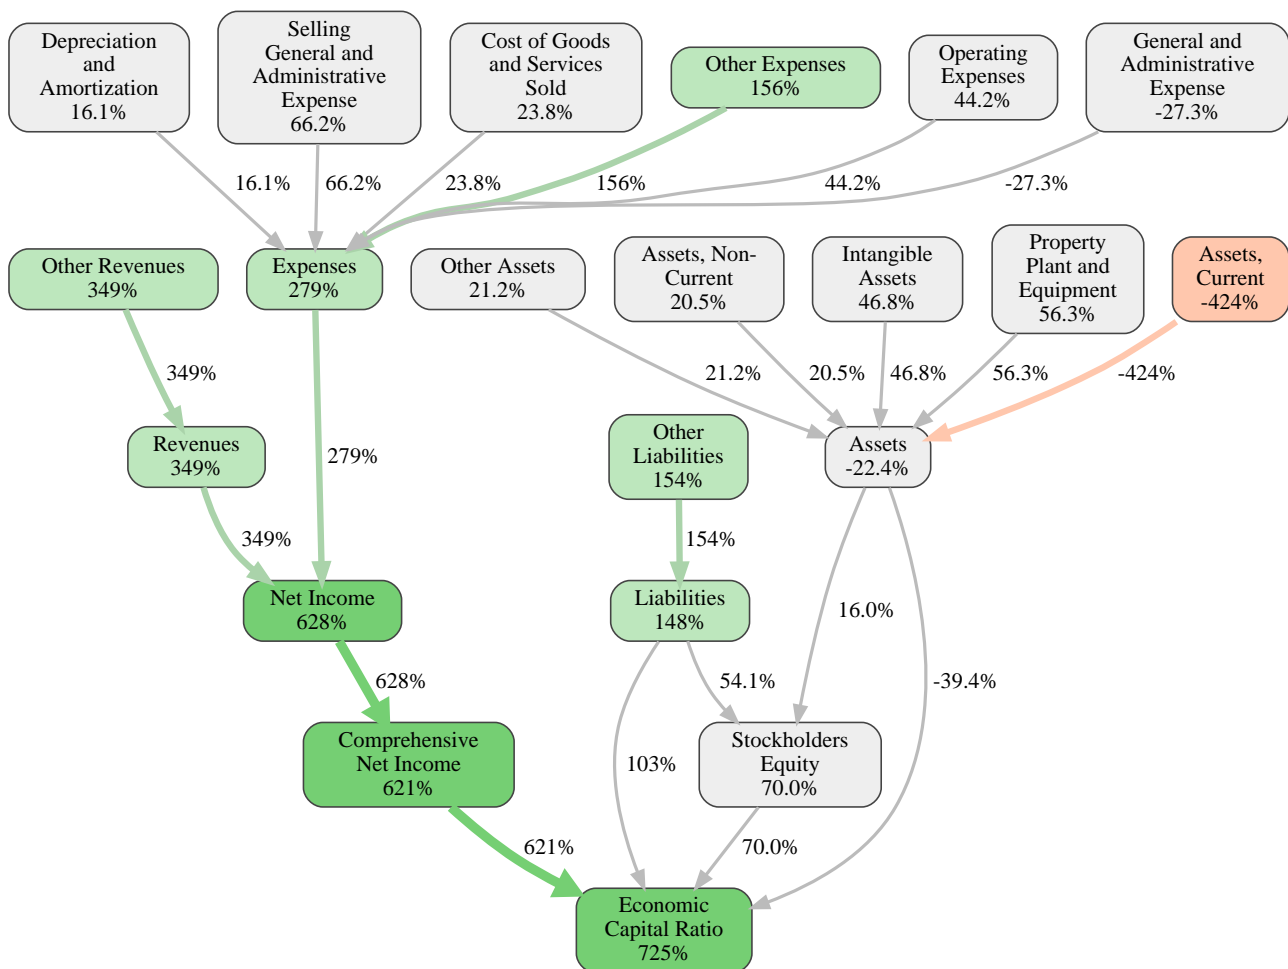 Depreciation
and
Amortization
16.1%
Selling
General and
Administrative
Expense
66.2%
Cost of Goods
and Services
Sold
23.8%
Other Expenses
156%
Operating
Expenses
44.2%
General and
Administrative
Expense
-27.3%
16.1%
66.2%
23.8%
156%
44.2%
-27.3%
Other Revenues
349%
Expenses
279%
Other Assets
21.2%
Assets, Non-
Current
20.5%
Intangible
Assets
46.8%
Property
Plant and
Equipment
56.3%
Assets,
Current
-424%
349%
279%
21.2%
20.5%
46.8%
56.3%
-424%
Revenues
349%
Other
Liabilities
154%
Assets
-22.4%
349%
154%
16.0%
-39.4%
Net Income
628%
Liabilities
148%
628%
54.1%
103%
Comprehensive
Net Income
621%
Stockholders
Equity
70.0%
621%
70.0%
Economic
Capital Ratio
725%